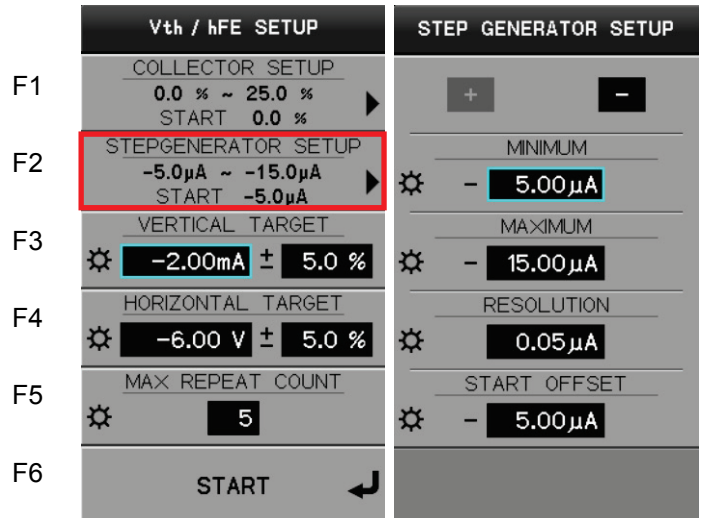 Vth / hFE SETUP
F1
COLLECTOR SETUP
0.0 % ~ 25.0 %
START 0.0 %
F2
STEPGENERATOR SETUP
-5.0µA ~ -15.0µA
START -5.0µA
F3
VERTICAL TARGET
-2.00mA ± 5.0 %
F4
HORIZONTAL TARGET
-6.00 V ± 5.0 %
F5
MAX REPEAT COUNT
5
F6
START
STEP GENERATOR SETUP
+ -
MINIMUM
- 5.00µA
MAXIMUM
- 15.00µA
RESOLUTION
0.05µA
START OFFSET
- 5.00µA